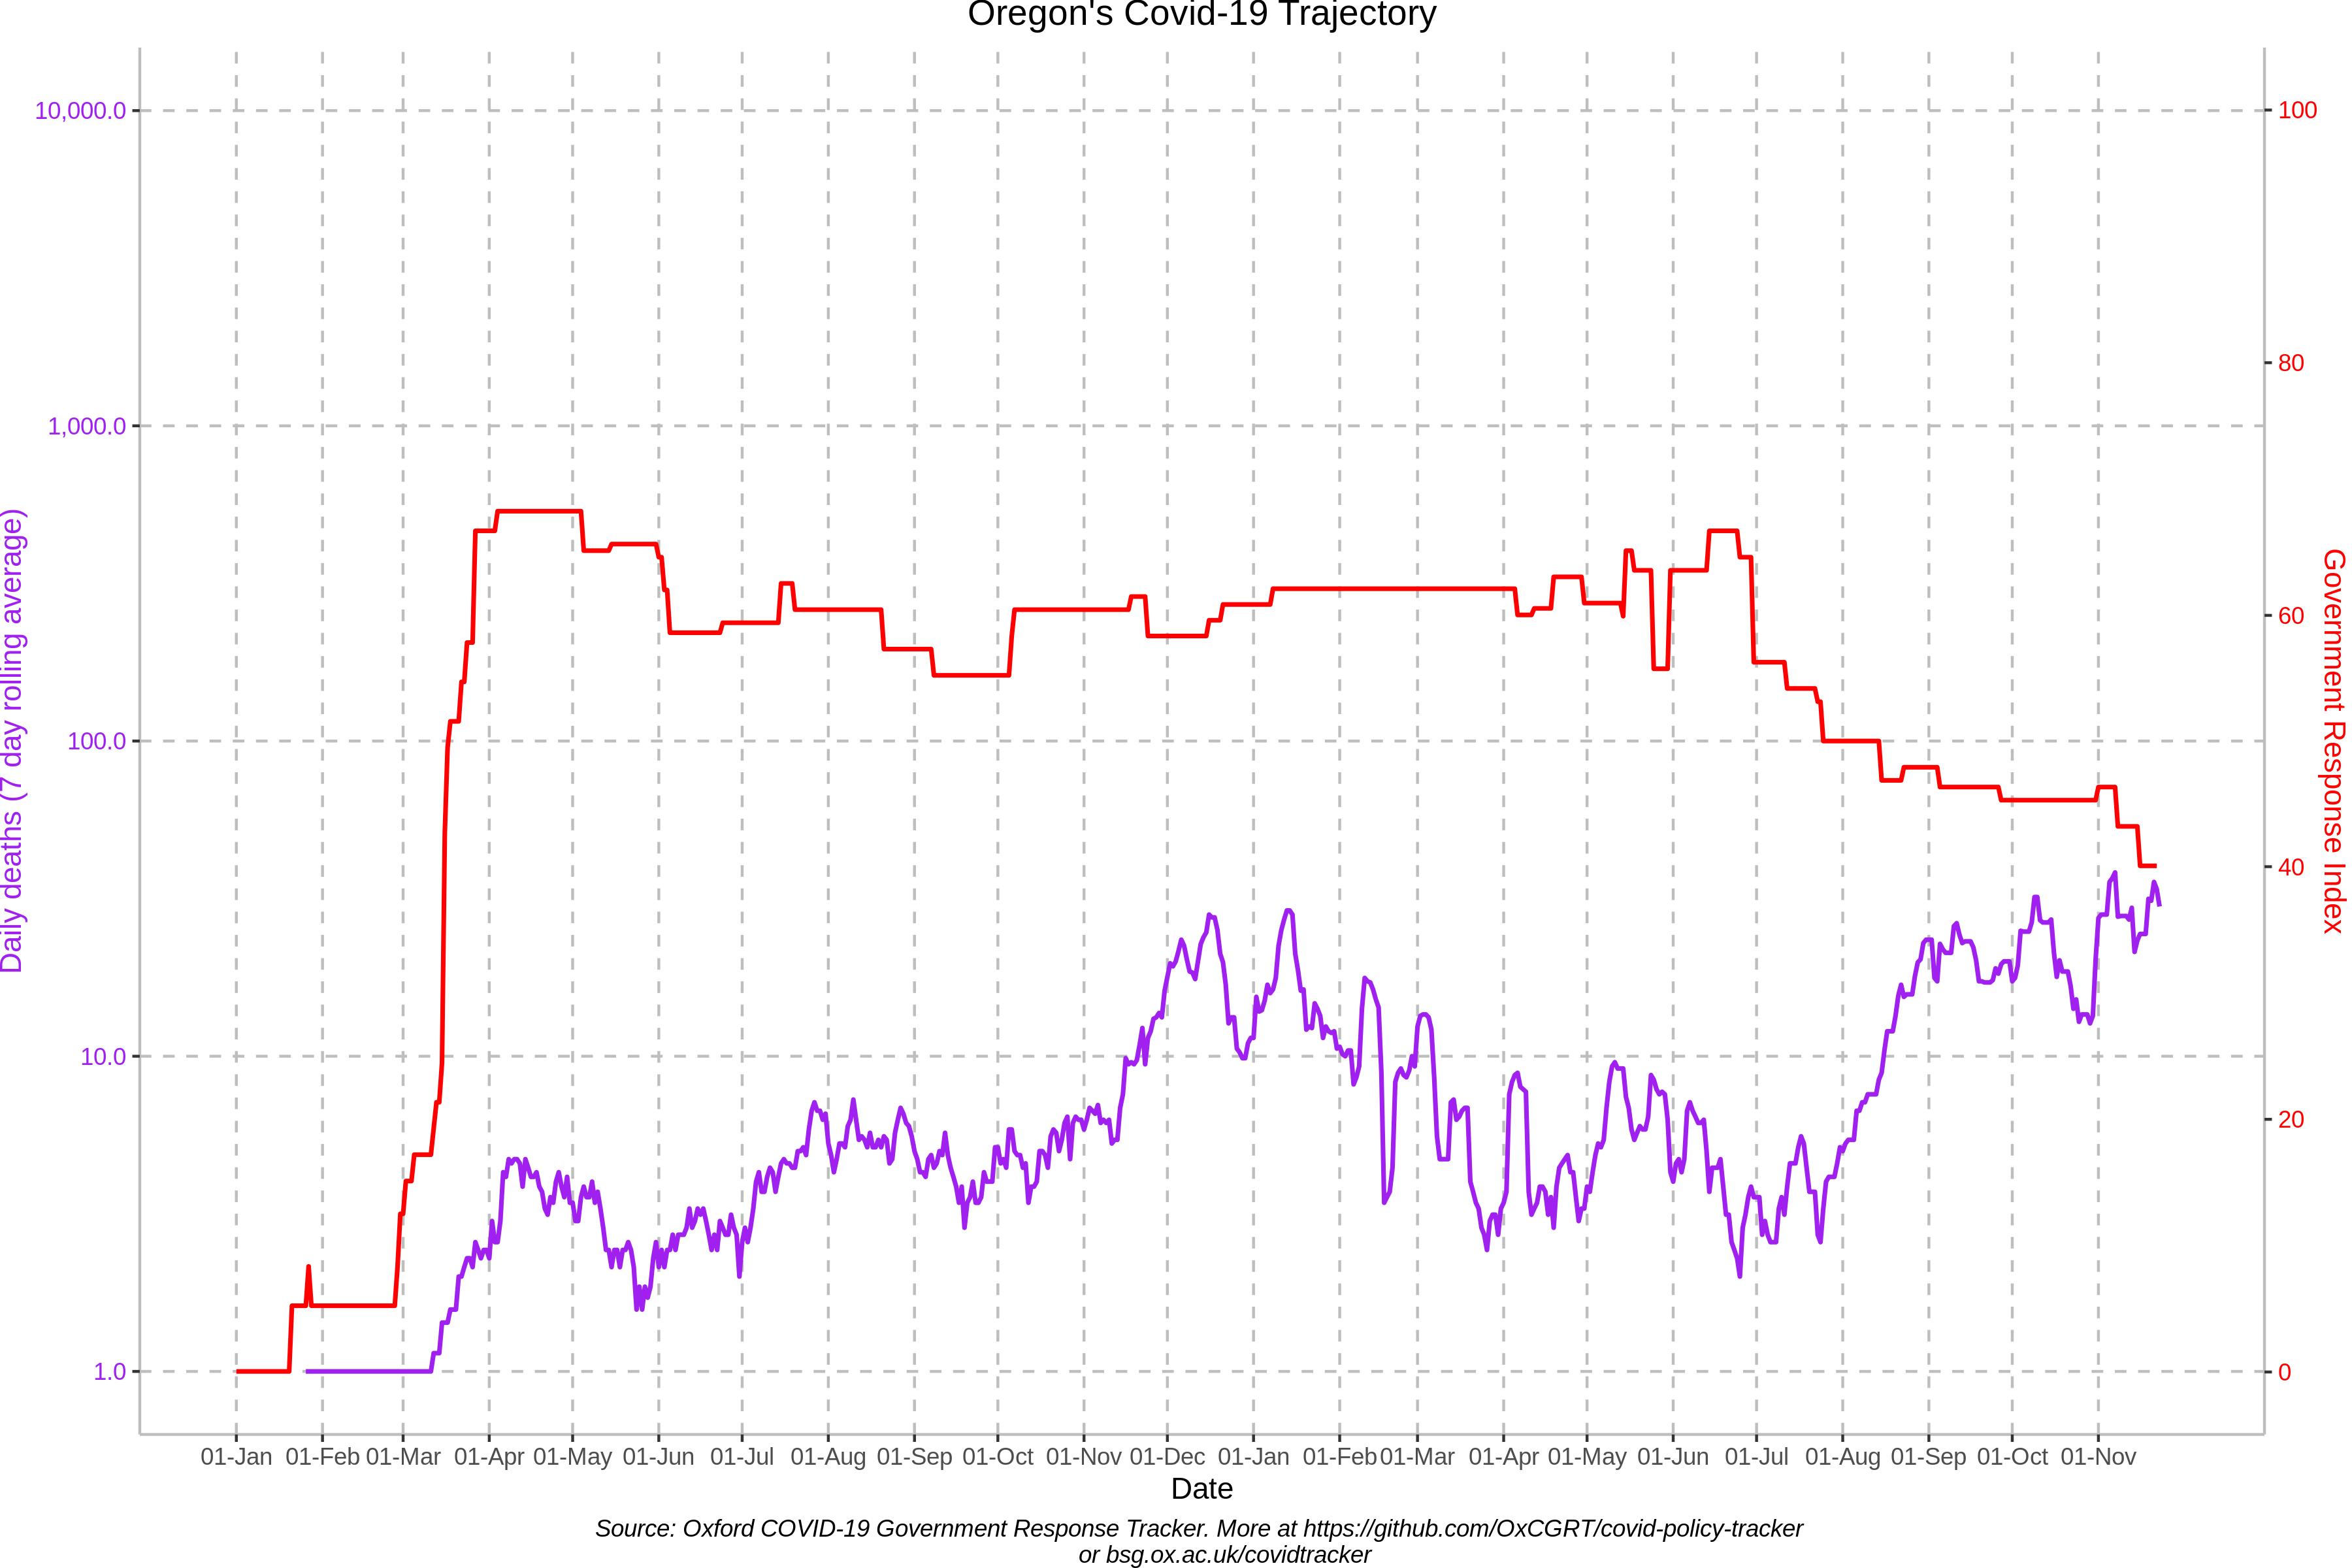 Oregon's Covid-19 Trajectory
Daily deaths (7 day rolling average)
10,000.0
1,000.0
100.0
10.0
1.0
100
80
60
40
20
0
Government Response Index
01-Jan 01-Feb 01-Mar 01-Apr 01-May 01-Jun 01-Jul 01-Aug 01-Sep 01-Oct 01-Nov 01-Dec 01-Jan 01-Feb 01-Mar 01-Apr 01-May 01-Jun 01-Jul 01-Aug 01-Sep 01-Oct 01-Nov
Date
Source: Oxford COVID-19 Government Response Tracker. More at https://github.com/OxCGRT/covid-policy-tracker
or bsg.ox.ac.uk/covidtracker